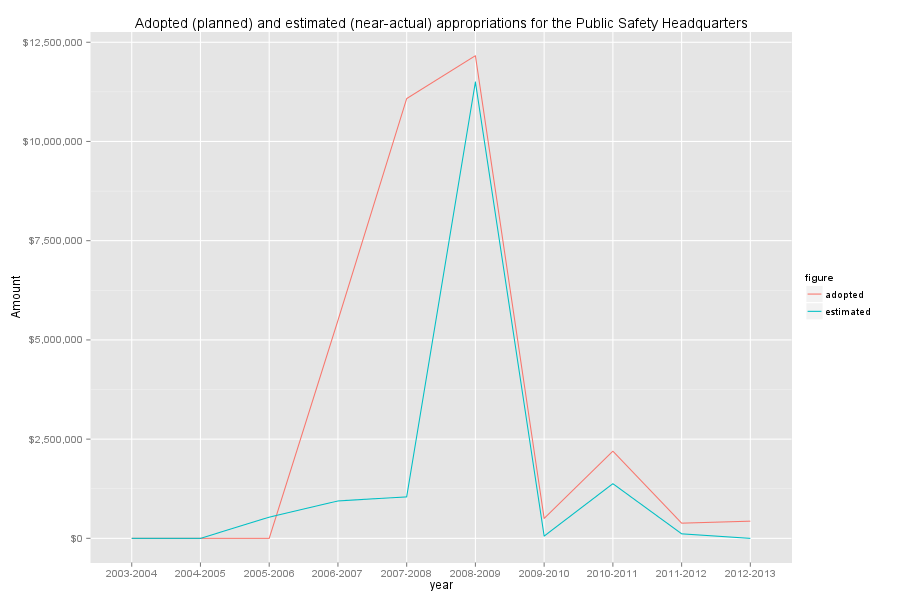 Adopted (planned) and estimated (near-actual) appropriations for the Public Safety Headquarters
$12,500,000
$10,000,000
$7,500,000
$5,000,000
$2,500,000
$0
Amount
2003-2004 2004-2005 2005-2006 2006-2007 2007-2008 2008-2009 2009-2010 2010-2011 2011-2012 2012-2013
year
figure
adopted
estimated